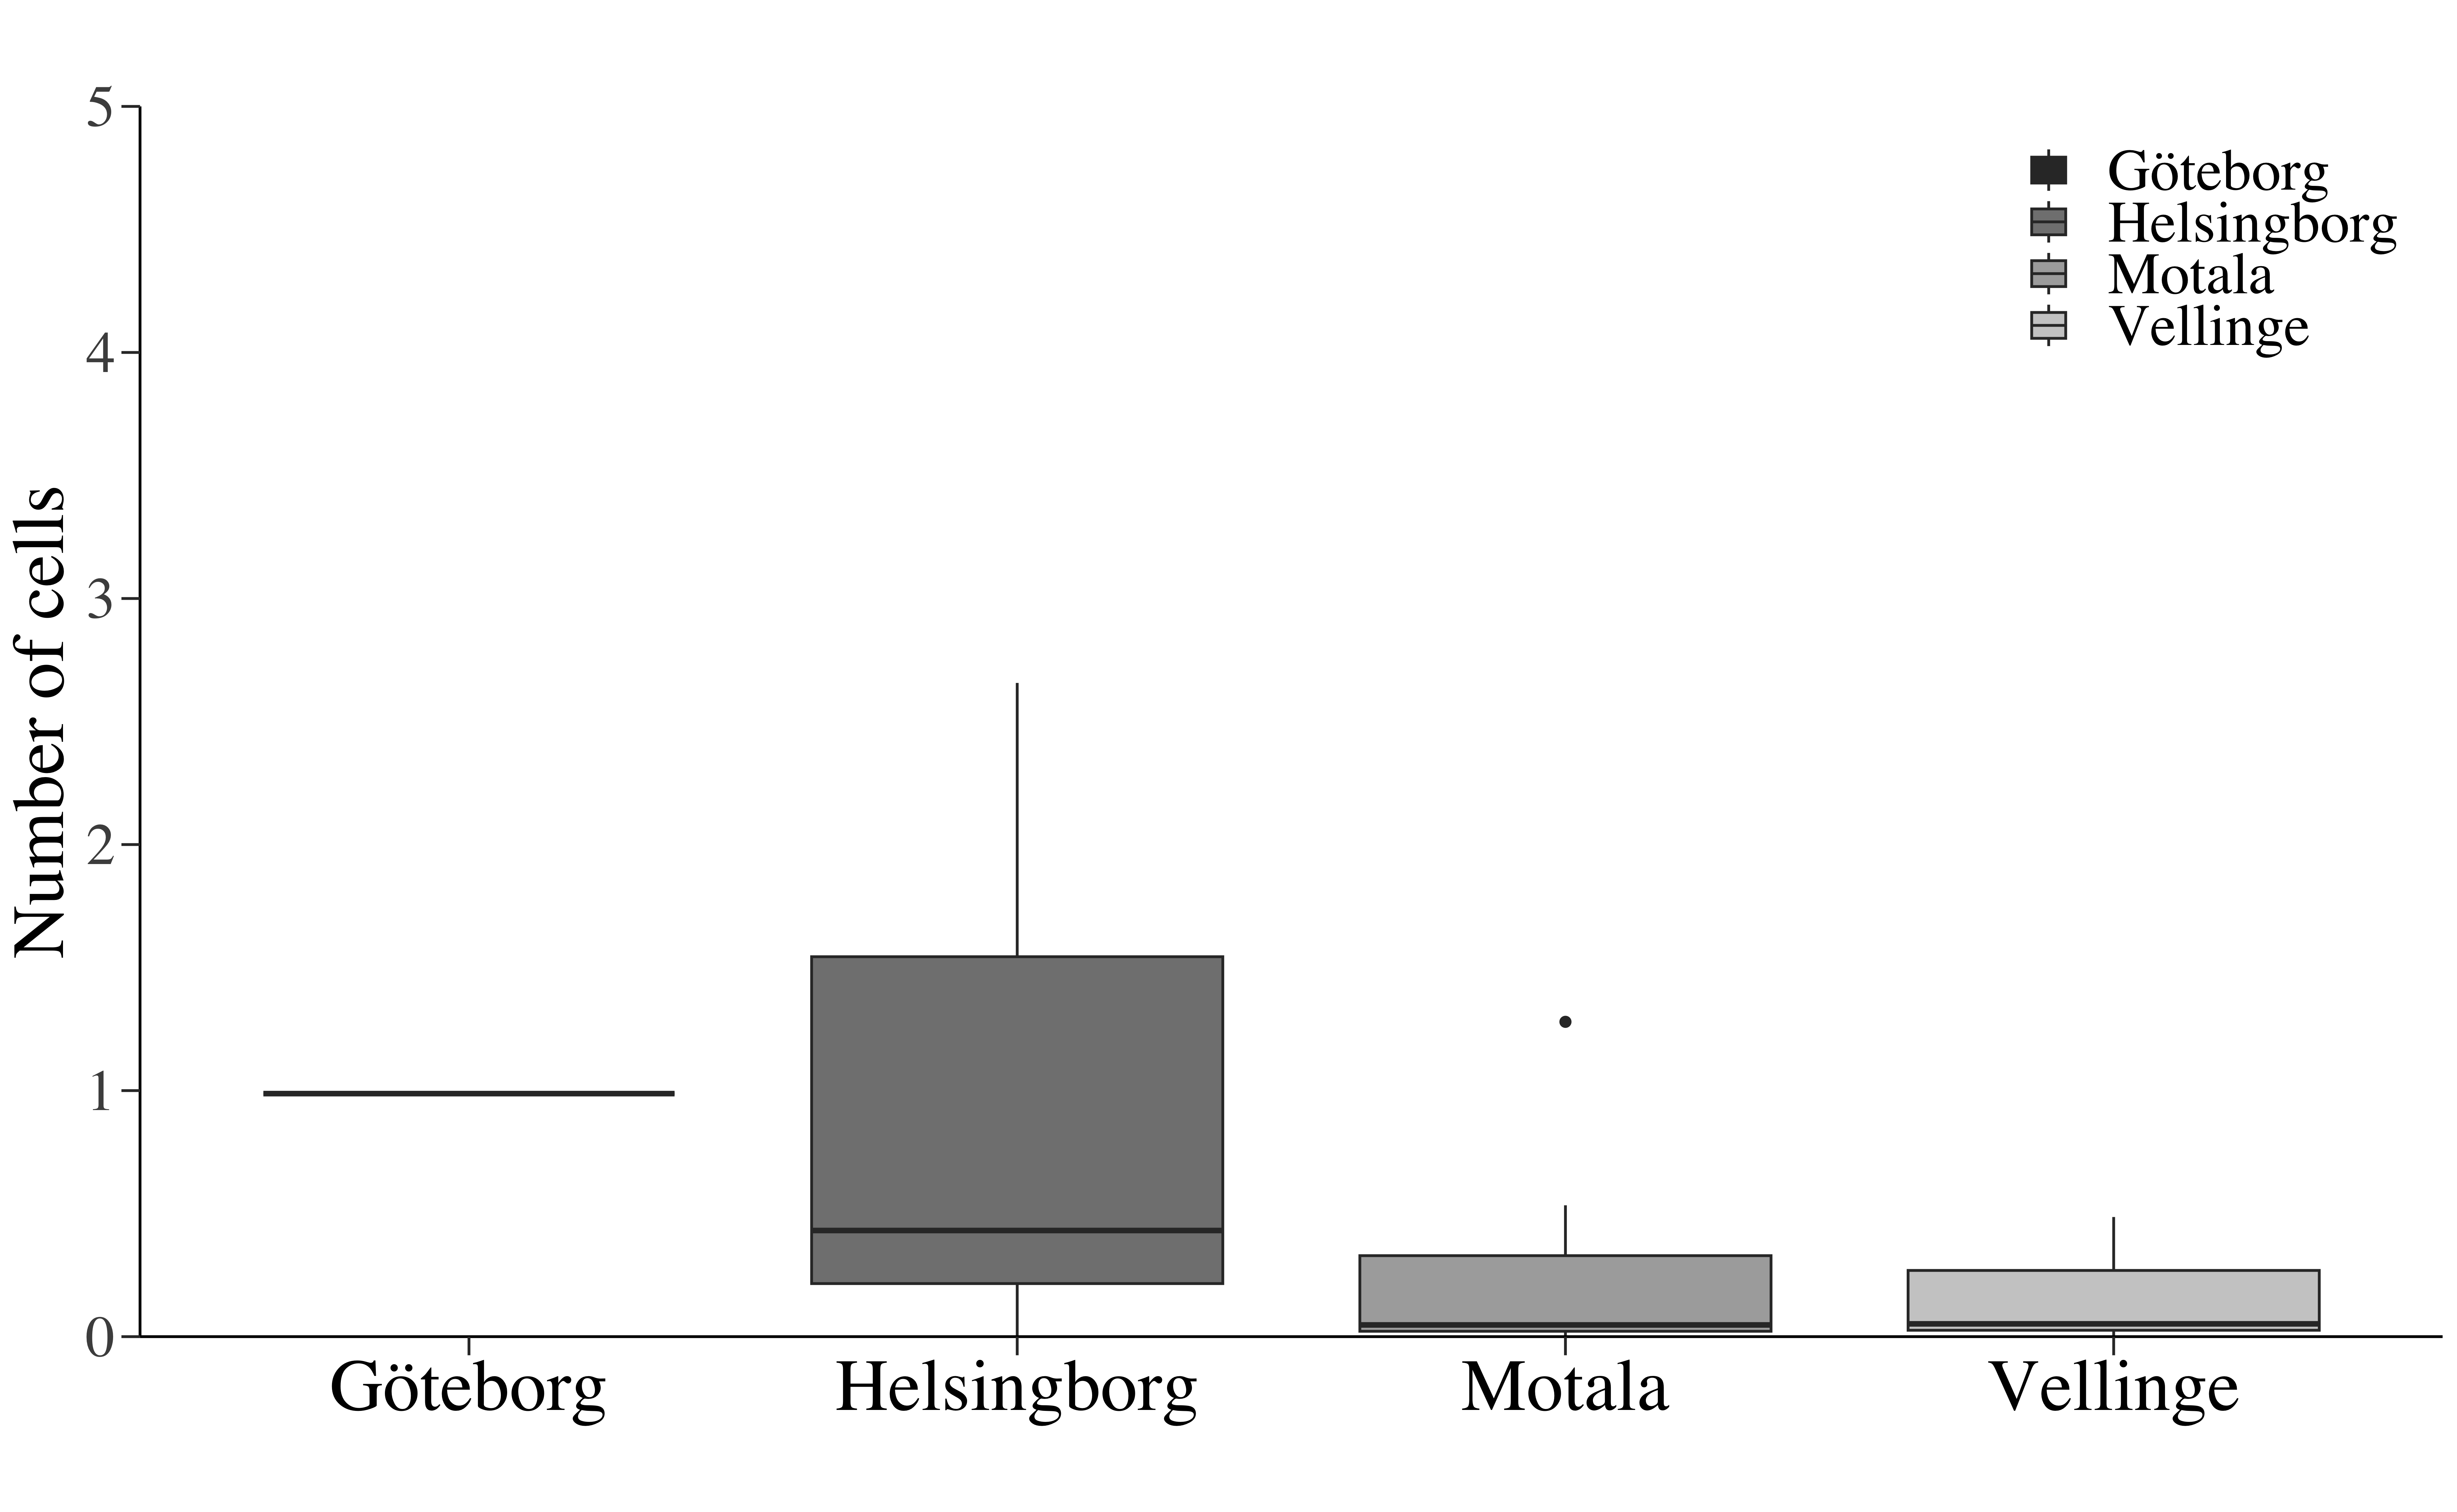 5
4
3
2
1
0
Number of cells
Göteborg
Helsingborg
Motala
Vellinge
Göteborg
Helsingborg
Motala
Vellinge